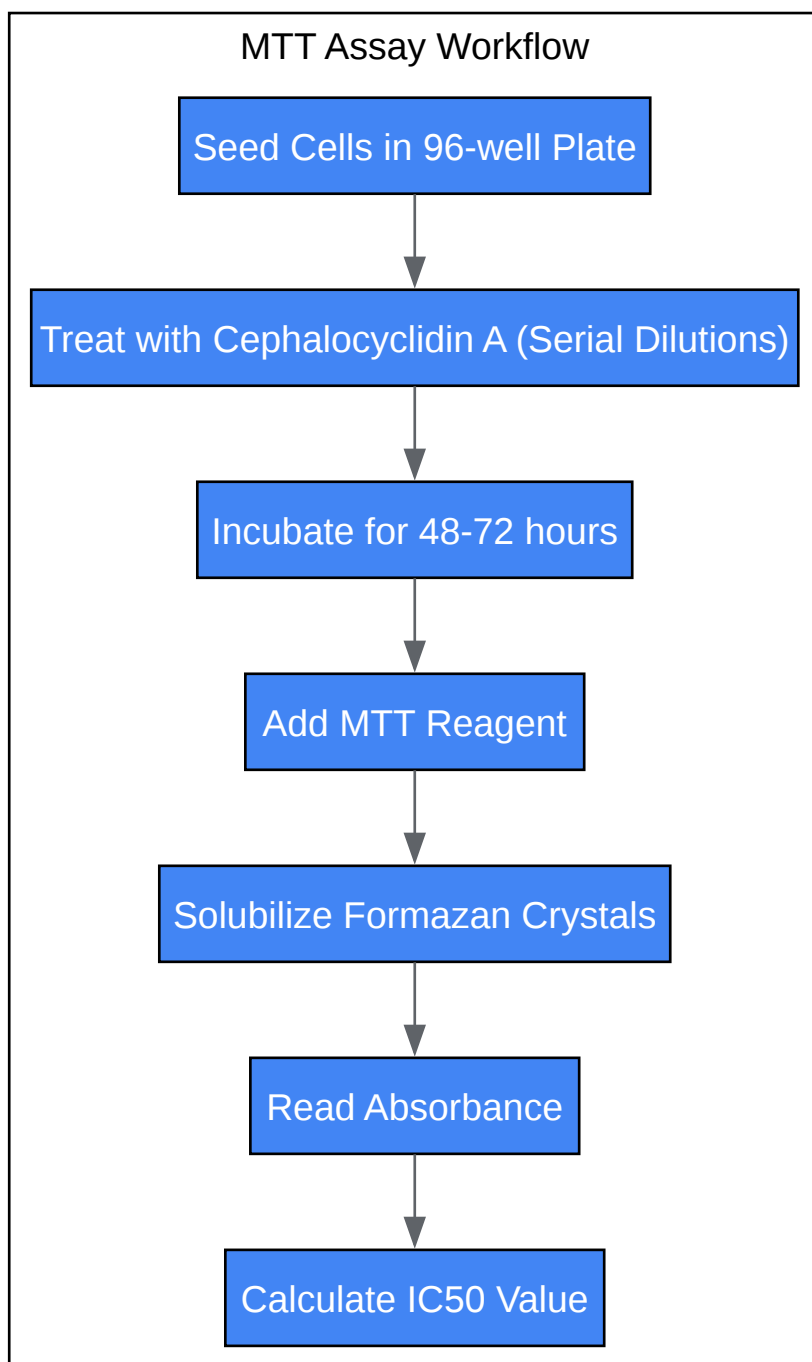 MTT Assay Workflow
Seed Cells in 96-well Plate
Treat with Cephalocyclidin A (Serial Dilutions)
Incubate for 48-72 hours
Add MTT Reagent
Solubilize Formazan Crystals
Read Absorbance
Calculate IC50 Value